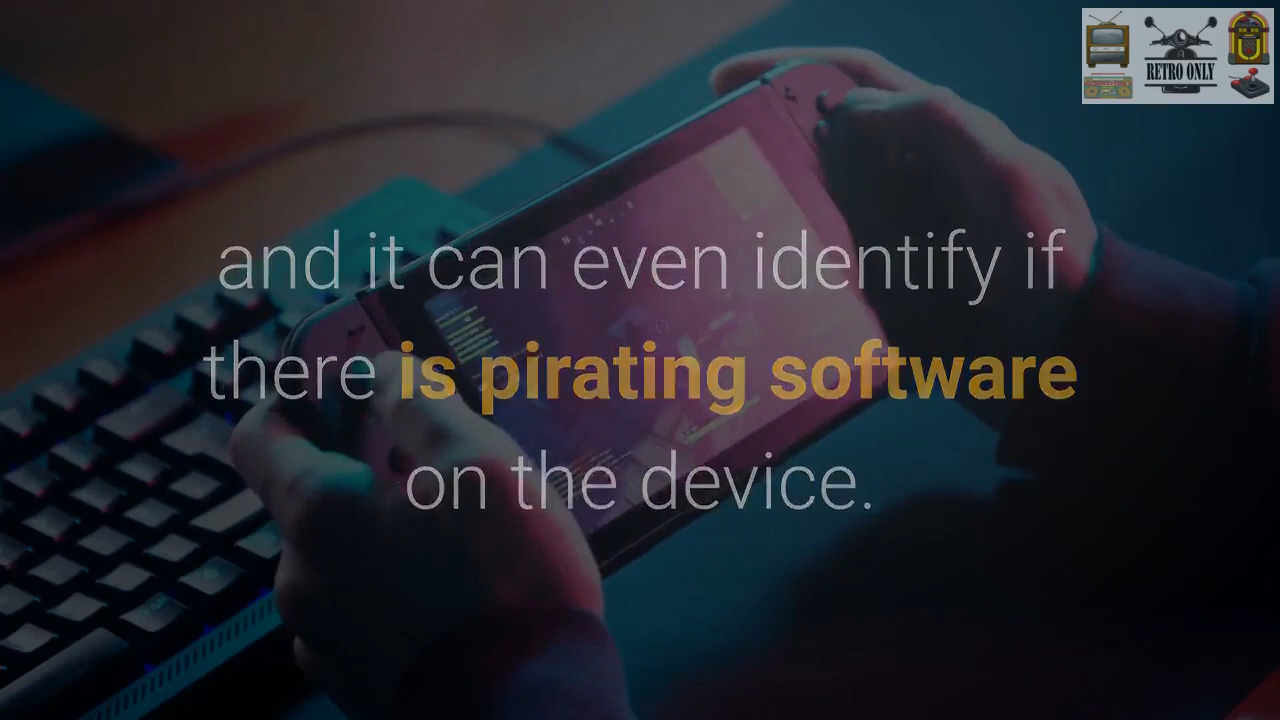 RETRO ONLY
and it can even identify if
there is pirating software
on the device.